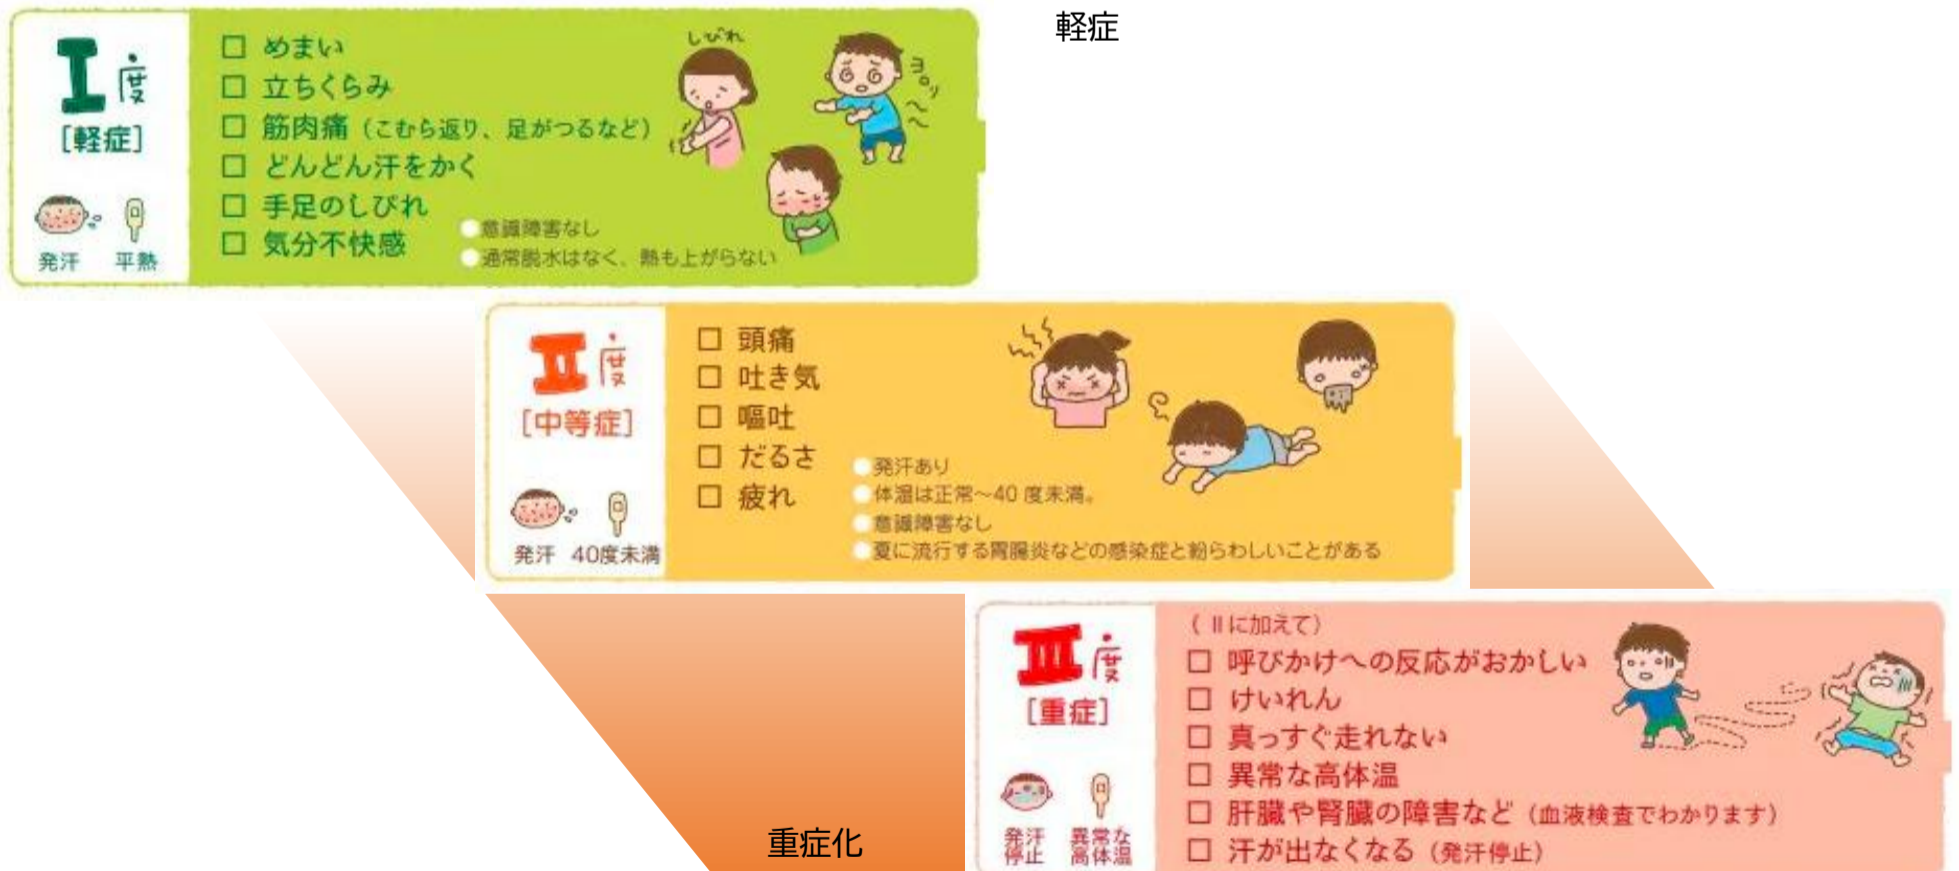 軽症
I度
[軽症]
発汗 平熱
□ めまい
□ 立ちくらみ
□ 筋肉痛（こむら返り、足がつるなど）
□ どんどん汗をかく
□ 手足のしびれ
□ 気分不快感
●意識障害なし
●通常脱水はなく、熱も上がらない
しびれ
ヨロッ
II度
[中等症]
発汗 40度未満
□ 頭痛
□ 吐き気
□ 嘔吐
□ だるさ
□ 疲れ
●発汗あり
●体温は正常～40度未満。
●意識障害なし
●夏に流行する胃腸炎などの感染症と紛らわしいことがある
III度
[重症]
発汗停止 異常な高体温
（IIに加えて）
□ 呼びかけへの反応がおかしい
□ けいれん
□ 真っすぐ走れない
□ 異常な高体温
□ 肝臓や腎臓の障害など（血液検査でわかります）
□ 汗が出なくなる（発汗停止）
重症化